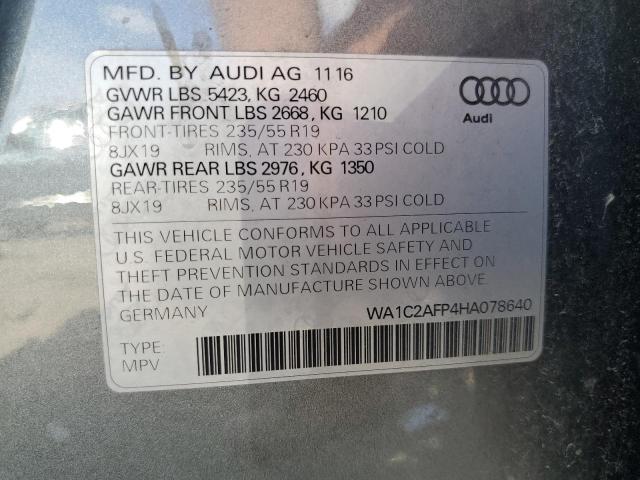 MFD. BY AUDI AG 11 16
GVWR LBS 5423, KG 2460
GAWR FRONT LBS 2668, KG 1210
FRONT-TIRES 235/55 R19
8JX19 RIMS, AT 230 KPA 33 PSI COLD
GAWR REAR LBS 2976, KG 1350
REAR-TIRES 235/55 R19
8JX19 RIMS, AT 230 KPA 33 PSI COLD
Audi
THIS VEHICLE CONFORMS TO ALL APPLICABLE
U.S. FEDERAL MOTOR VEHICLE SAFETY AND
THEFT PREVENTION STANDARDS IN EFFECT ON
THE DATE OF MANUFACTURE SHOWN ABOVE.
GERMANY WA1C2AFP4HA078640
TYPE:
MPV